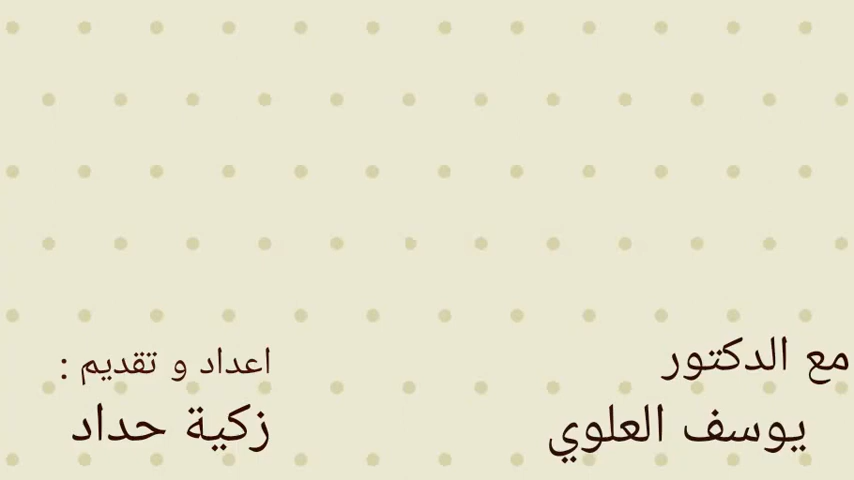 مع الدكتور
يوسف العلوي
اعداد و تقديم :
زكية حداد